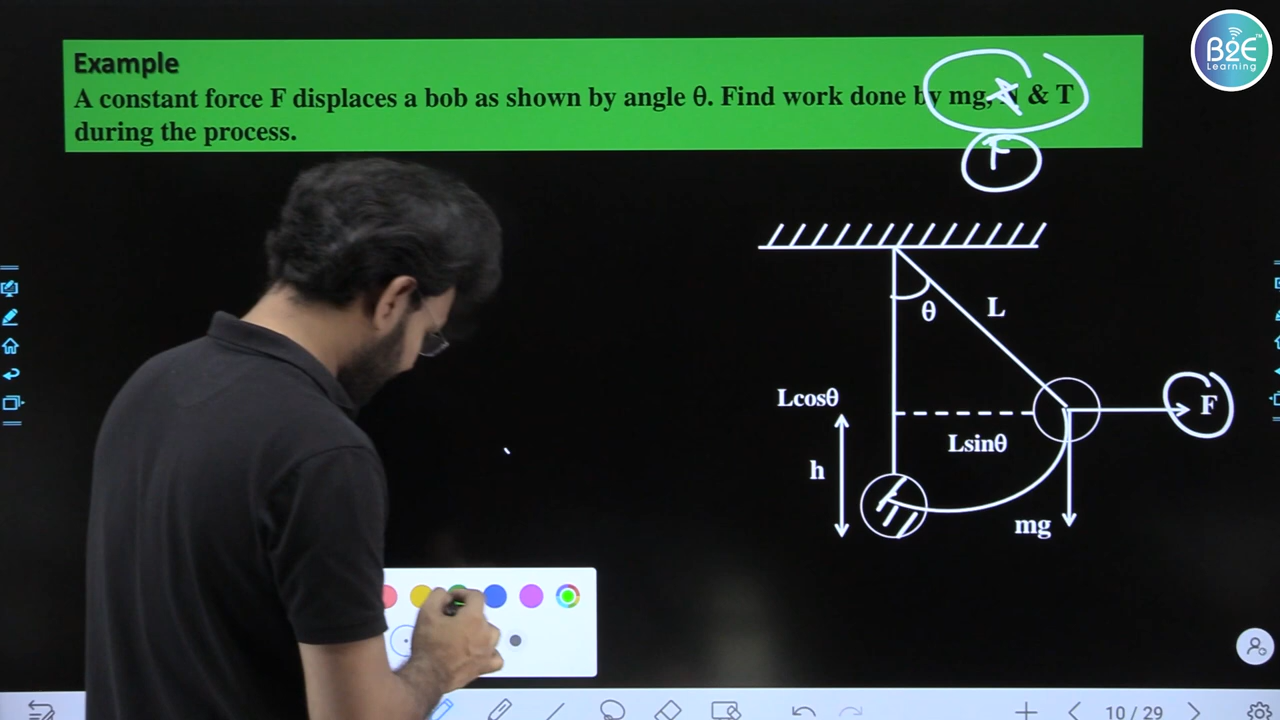 B2E™
Learning
Example
A constant force F displaces a bob as shown by angle θ. Find work done by mg, N & T
during the process.
F
θ
L
Lcosθ
F
Lsinθ
h
mg
10 / 29